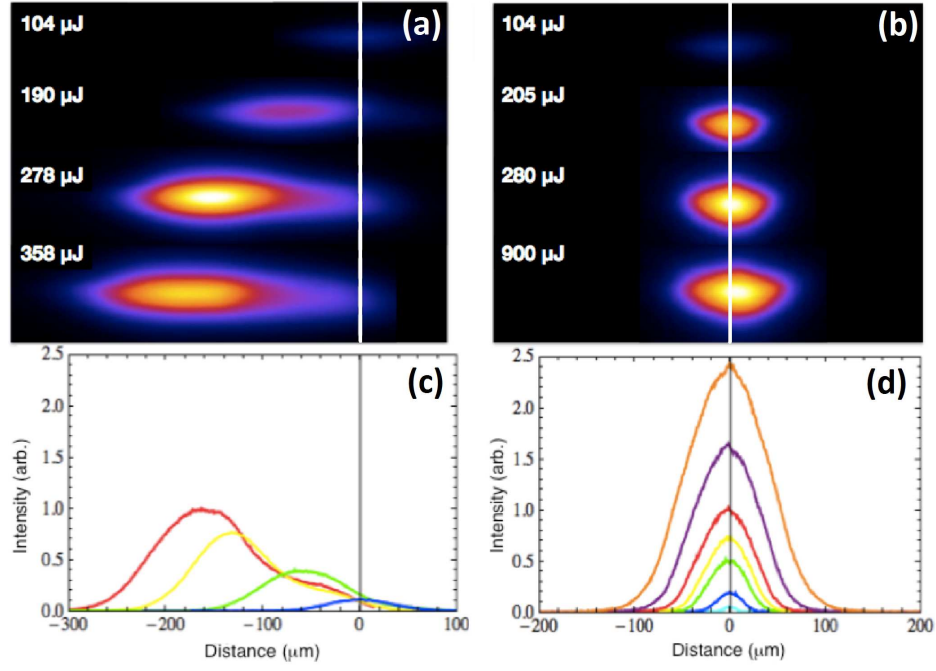 104 µJ
(a)
190 µJ
278 µJ
358 µJ
104 µJ
(b)
205 µJ
280 µJ
900 µJ
(c)
2.5
2.0
1.5
1.0
0.5
0.0
Intensity (arb.)
−300 −200 −100 0 100
Distance (µm)
(d)
2.5
2.0
1.5
1.0
0.5
0.0
Intensity (arb.)
−200 −100 0 100 200
Distance (µm)